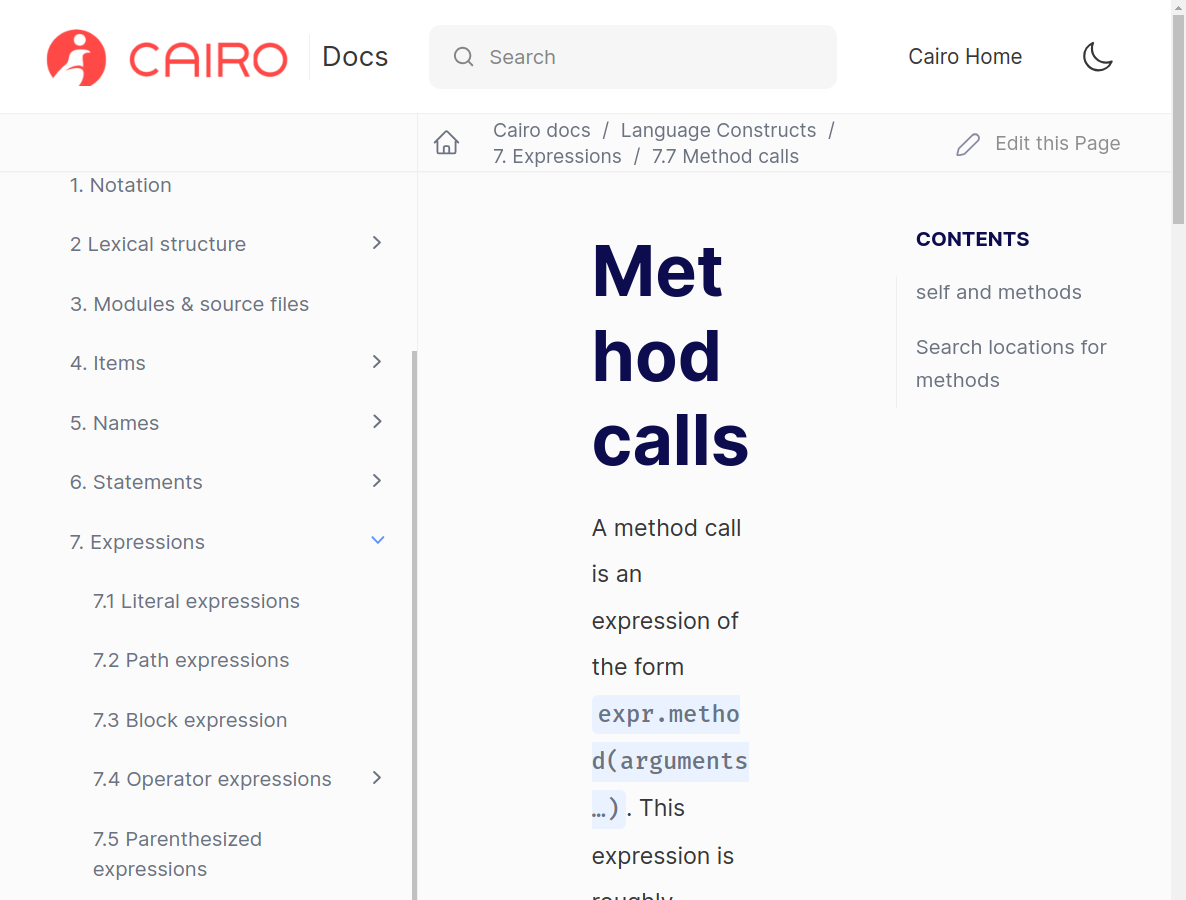 CAIRO
Docs
Search
Cairo Home
Cairo docs / Language Constructs /
7. Expressions / 7.7 Method calls
Edit this Page
1. Notation
2 Lexical structure
3. Modules & source files
4. Items
5. Names
6. Statements
7. Expressions
7.1 Literal expressions
7.2 Path expressions
7.3 Block expression
7.4 Operator expressions
7.5 Parenthesized
expressions
Met
hod
calls
A method call
is an
expression of
the form
expr.metho
d(arguments
…). This
expression is
roughly
CONTENTS
self and methods
Search locations for
methods